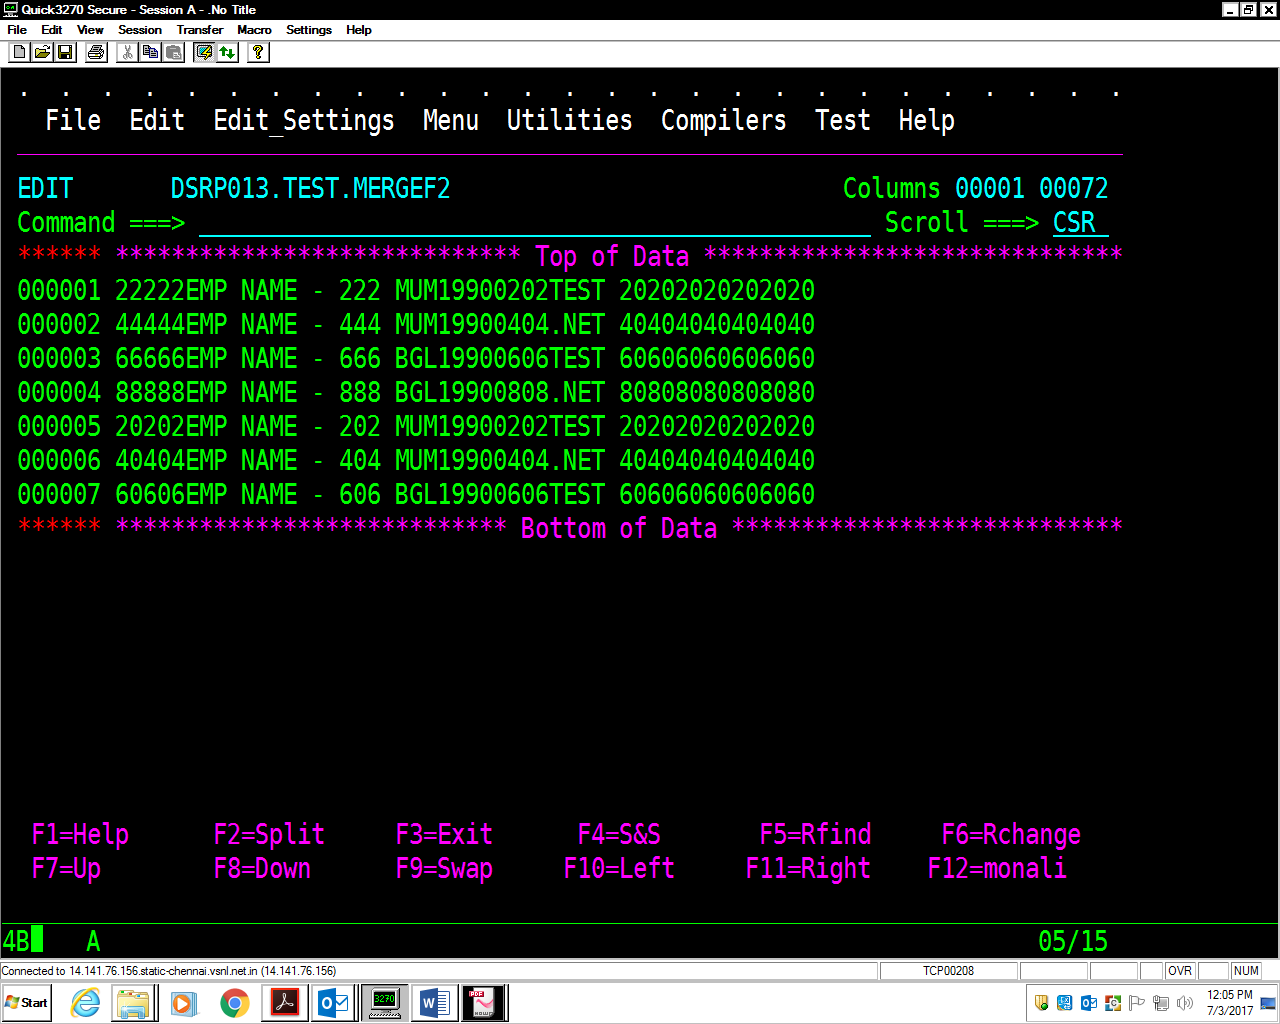 Quick3270 Secure - Session A - .No Title
File Edit View Session Transfer Macro Settings Help
. . . . . . . . . . . . . . . . . . . . . . . . . . .
File Edit Edit_Settings Menu Utilities Compilers Test Help
EDIT DSRP013.TEST.MERGEF2 Columns 00001 00072
Command ===> Scroll ===> CSR
****** ***************************** Top of Data ******************************
000001 22222EMP NAME - 222 MUM19900202TEST 20202020202020
000002 44444EMP NAME - 444 MUM19900404.NET 40404040404040
000003 66666EMP NAME - 666 BGL19900606TEST 60606060606060
000004 88888EMP NAME - 888 BGL19900808.NET 80808080808080
000005 20202EMP NAME - 202 MUM19900202TEST 20202020202020
000006 40404EMP NAME - 404 MUM19900404.NET 40404040404040
000007 60606EMP NAME - 606 BGL19900606TEST 60606060606060
****** **************************** Bottom of Data ****************************
F1=Help F2=Split F3=Exit F4=S&S F5=Rfind F6=Rchange
F7=Up F8=Down F9=Swap F10=Left F11=Right F12=monali
4B A 05/15
Connected to 14.141.76.156.static-chennai.vsnl.net.in (14.141.76.156) TCP00208 OVR NUM
Start 3270 PDF 12:05 PM
7/3/2017